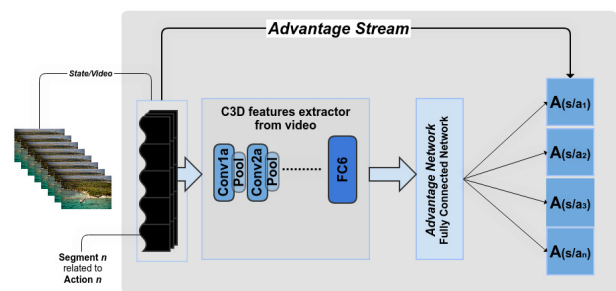 Advantage Stream
State/Video
C3D features extractor
from video
Conv1a
Pool
Conv2a
Pool
FC6
Advantage Network
Fully Connected Network
A(s/a1)
A(s/a2)
A(s/a3)
A(s/an)
Segment n
related to
Action n